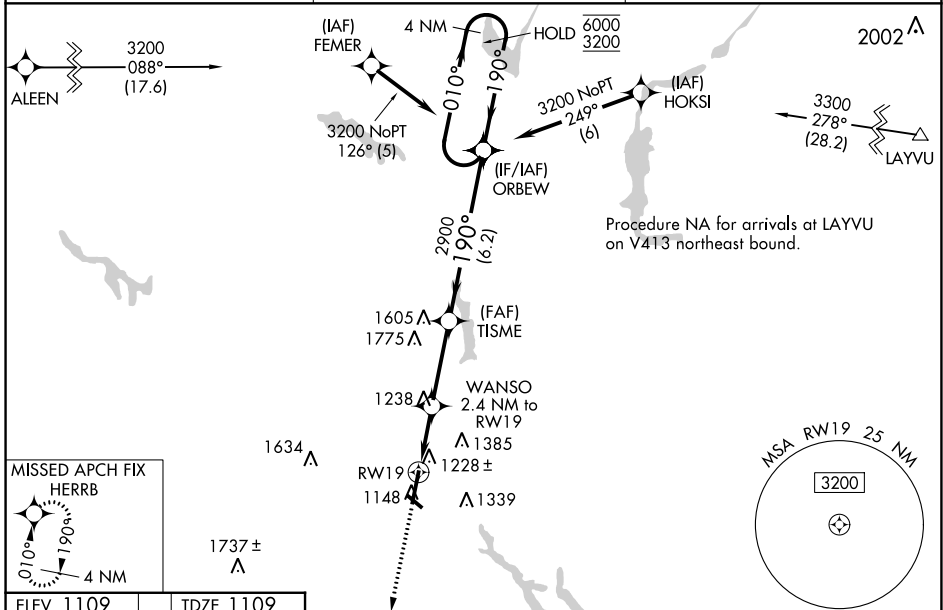 3200
088°
(17.6)
ALEEN
(IAF)
FEMER
3200 NoPT
126° (5)
4 NM
HOLD
6000
3200
010°
190°
(IAF)
HOKSI
3200 NoPT
249°
(6)
2002
3300
278°
(28.2)
LAYVU
(IF/IAF)
ORBEW
Procedure NA for arrivals at LAYVU
on V413 northeast bound.
2900
190°
(6.2)
1605
1775
(FAF)
TISME
1238
WANSO
2.4 NM to
RW19
1385
1634
RW19
1228 ±
1148
1339
MISSED APCH FIX
HERRB
010°
190°
4 NM
1737 ±
MSA RW19 25 NM
3200
ELEV 1109
TDZE 1109